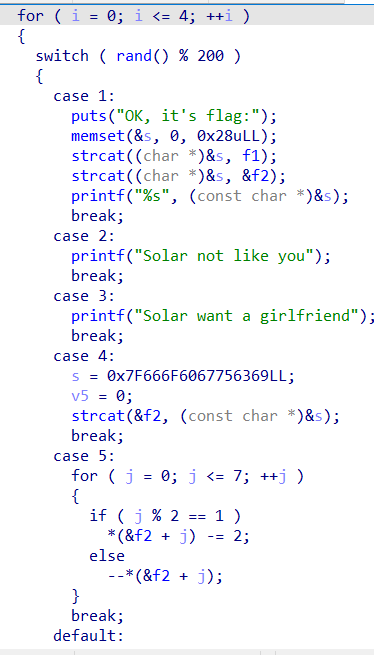 for ( i = 0; i <= 4; ++i )
{
  switch ( rand() % 200 )
  {
    case 1:
      puts("OK, it's flag:");
      memset(&s, 0, 0x28uLL);
      strcat((char *)&s, f1);
      strcat((char *)&s, &f2);
      printf("%s", (const char *)&s);
      break;
    case 2:
      printf("Solar not like you");
      break;
    case 3:
      printf("Solar want a girlfriend");
      break;
    case 4:
      s = 0x7F666F6067756369LL;
      v5 = 0;
      strcat(&f2, (const char *)&s);
      break;
    case 5:
      for ( j = 0; j <= 7; ++j )
      {
        if ( j % 2 == 1 )
          *(&f2 + j) -= 2;
        else
          --*(&f2 + j);
      }
      break;
    default: